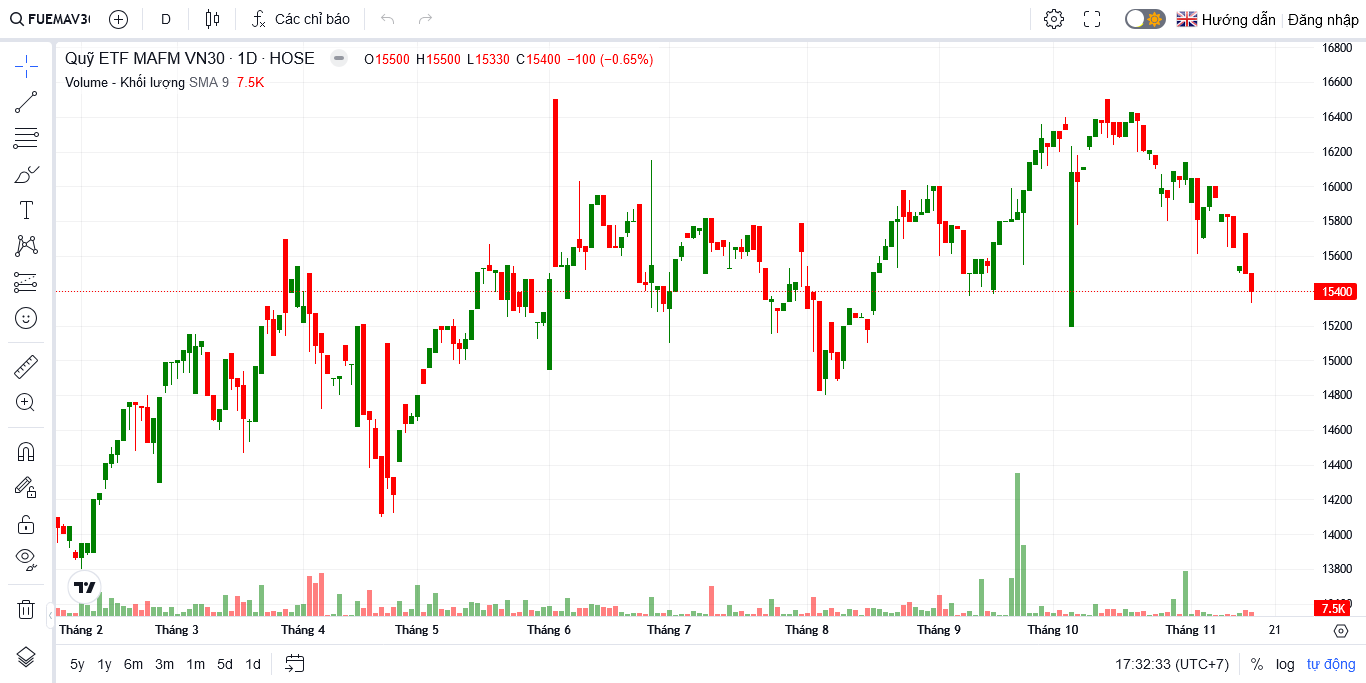 FUEMAV30 D Các chỉ báo Hướng dẫn Đăng nhập
Quỹ ETF MAFM VN30 · 1D · HOSE O15500 H15500 L15330 C15400 −100 (−0.65%)
Volume - Khối lượng SMA 9 7.5K
16800
16600
16400
16200
16000
15800
15600
15400
15200
15000
14800
14600
14400
14200
14000
13800
7.5K
Tháng 2 Tháng 3 Tháng 4 Tháng 5 Tháng 6 Tháng 7 Tháng 8 Tháng 9 Tháng 10 Tháng 11 21
5y 1y 6m 3m 1m 5d 1d 17:32:33 (UTC+7) % log tự động